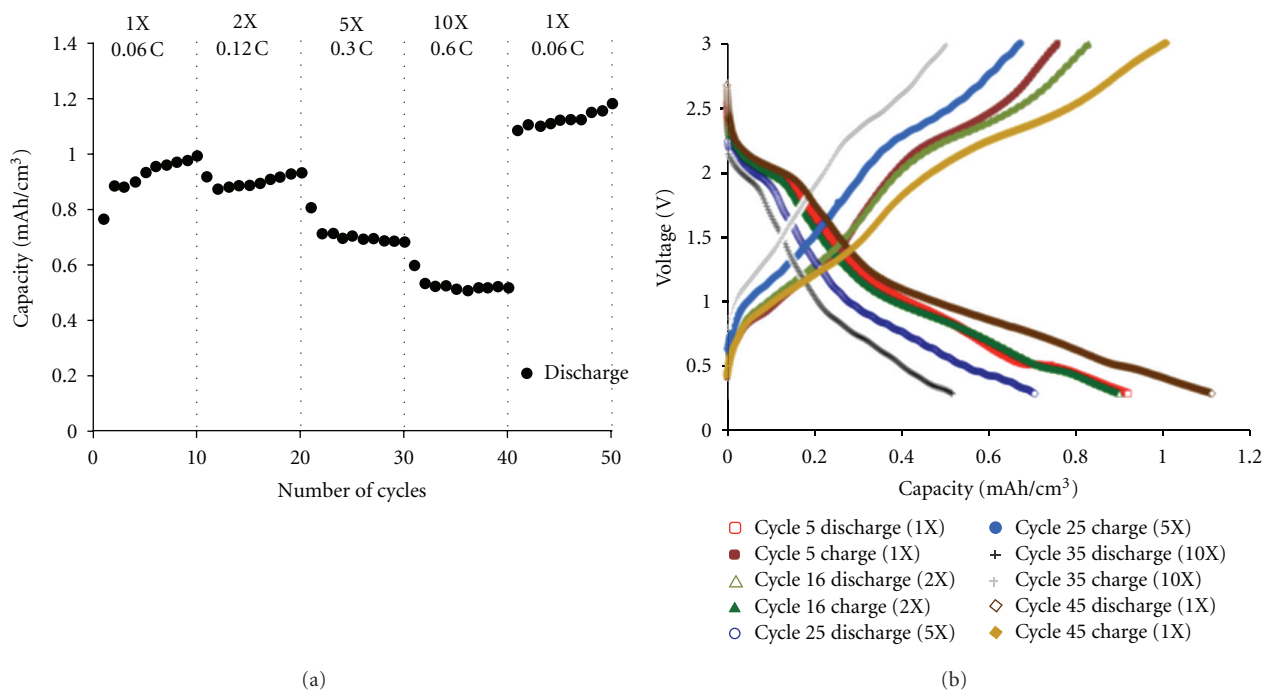 1X 2X 5X 10X 1X
0.06 C 0.12 C 0.3 C 0.6 C 0.06 C
1.4
1.2
1
0.8
0.6
0.4
0.2
0
Capacity (mAh/cm³)
Discharge
0 10 20 30 40 50
Number of cycles
(a)
3
2.5
2
1.5
1
0.5
0
Voltage (V)
0 0.2 0.4 0.6 0.8 1 1.2
Capacity (mAh/cm³)
Cycle 5 discharge (1X)
Cycle 5 charge (1X)
Cycle 16 discharge (2X)
Cycle 16 charge (2X)
Cycle 25 discharge (5X)
Cycle 25 charge (5X)
Cycle 35 discharge (10X)
Cycle 35 charge (10X)
Cycle 45 discharge (1X)
Cycle 45 charge (1X)
(b)